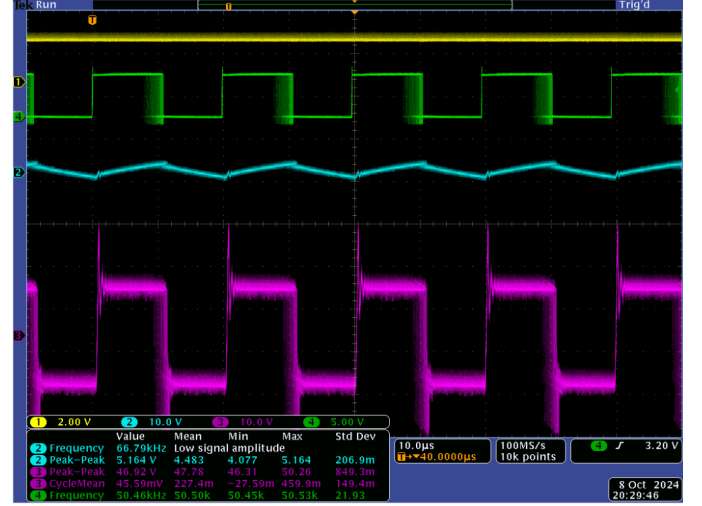 Tek Run Trig'd
T
T
1
4
2
3
1 2.00 V 2 10.0 V 3 10.0 V 4 5.00 V
Value Mean Min Max Std Dev
2 Frequency 66.79kHz Low signal amplitude
2 Peak-Peak 5.164 V 4.483 4.077 5.164 206.9m
3 Peak-Peak 46.92 V 47.78 46.31 50.26 849.3m
3 CycleMean 45.59mV 227.4m -27.59m 459.9m 149.4m
4 Frequency 50.46kHz 50.50k 50.45k 50.53k 21.93
10.0µs
T→▼40.0000µs
100MS/s
10k points
4 ƒ 3.20 V
8 Oct 2024
20:29:46